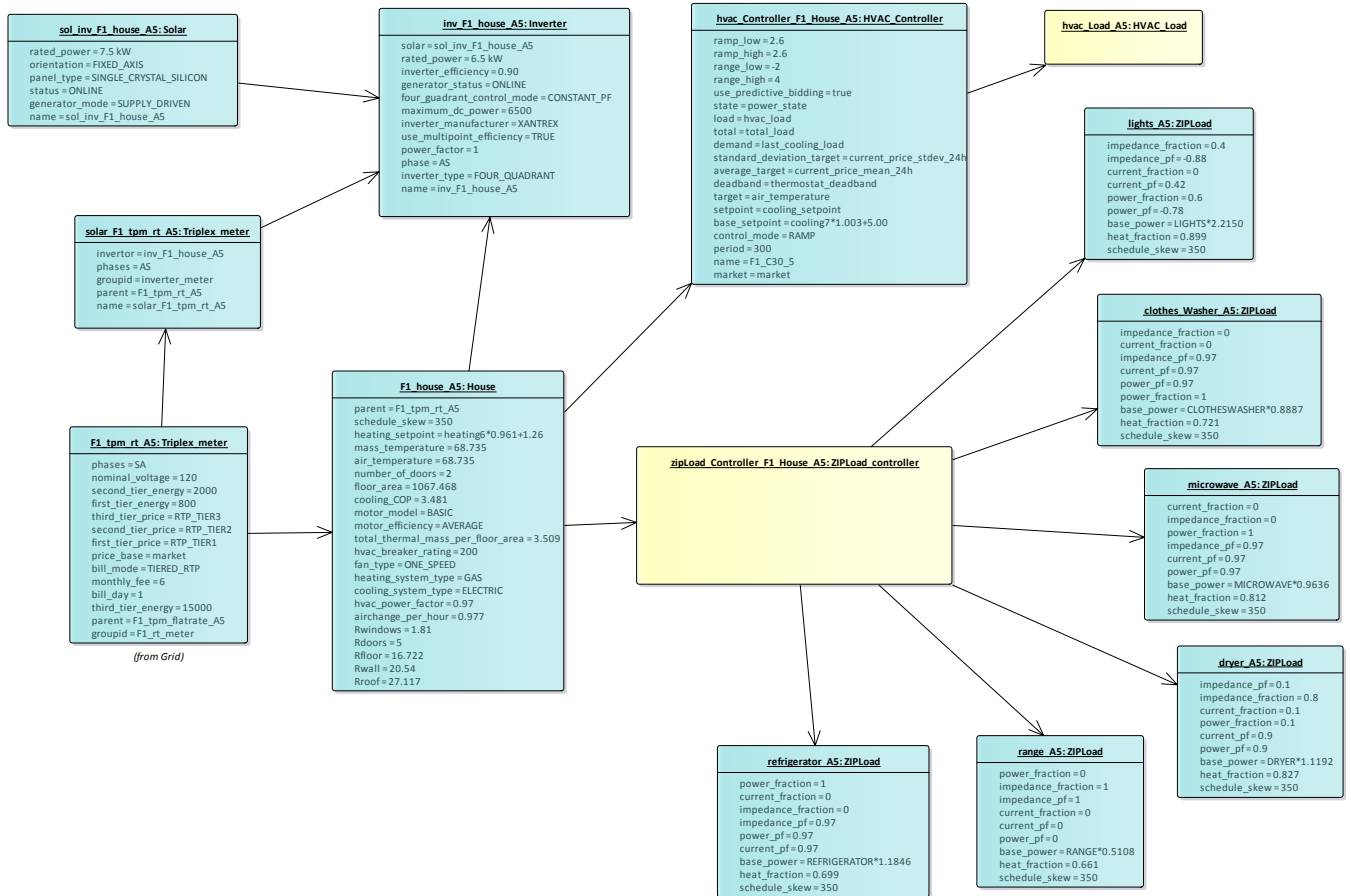 sol_inv_F1_house_A5: Solar
rated_power = 7.5 kW
orientation = FIXED_AXIS
panel_type = SINGLE_CRYSTAL_SILICON
status = ONLINE
generator_mode = SUPPLY_DRIVEN
name = sol_inv_F1_house_A5
inv_F1_house_A5: Inverter
solar = sol_inv_F1_house_A5
rated_power = 6.5 kW
inverter_efficiency = 0.90
generator_status = ONLINE
four_guadrant_control_mode = CONSTANT_PF
maximum_dc_power = 6500
inverter_manufacturer = XANTREX
use_multipoint_efficiency = TRUE
power_factor = 1
phase = AS
inverter_type = FOUR_QUADRANT
name = inv_F1_house_A5
hvac_Controller_F1_House_A5: HVAC_Controller
ramp_low = 2.6
ramp_high = 2.6
range_low = -2
range_high = 4
use_predictive_bidding = true
state = power_state
load = hvac_load
total = total_load
demand = last_cooling_load
standard_deviation_target = current_price_stdev_24h
average_target = current_price_mean_24h
deadband = thermostat_deadband
target = air_temperature
setpoint = cooling_setpoint
base_setpoint = cooling7*1.003+5.00
control_mode = RAMP
period = 300
name = F1_C30_5
market = market
hvac_Load_A5: HVAC_Load
lights_A5: ZIPLoad
impedance_fraction = 0.4
impedance_pf = -0.88
current_fraction = 0
current_pf = 0.42
power_fraction = 0.6
power_pf = -0.78
base_power = LIGHTS*2.2150
heat_fraction = 0.899
schedule_skew = 350
solar_F1_tpm_rt_A5: Triplex_meter
invertor = inv_F1_house_A5
phases = AS
groupid = inverter_meter
parent = F1_tpm_rt_A5
name = solar_F1_tpm_rt_A5
clothes_Washer_A5: ZIPLoad
impedance_fraction = 0
current_fraction = 0
impedance_pf = 0.97
current_pf = 0.97
power_pf = 0.97
power_fraction = 1
base_power = CLOTHESWASHER*0.8887
heat_fraction = 0.721
schedule_skew = 350
F1_house_A5: House
parent = F1_tpm_rt_A5
schedule_skew = 350
heating_setpoint = heating6*0.961+1.26
mass_temperature = 68.735
air_temperature = 68.735
number_of_doors = 2
floor_area = 1067.468
cooling_COP = 3.481
motor_model = BASIC
motor_efficiency = AVERAGE
total_thermal_mass_per_floor_area = 3.509
hvac_breaker_rating = 200
fan_type = ONE_SPEED
heating_system_type = GAS
cooling_system_type = ELECTRIC
hvac_power_factor = 0.97
airchange_per_hour = 0.977
Rwindows = 1.81
Rdoors = 5
Rfloor = 16.722
Rwall = 20.54
Rroof = 27.117
F1_tpm_rt_A5: Triplex_meter
phases = SA
nominal_voltage = 120
second_tier_energy = 2000
first_tier_energy = 800
third_tier_price = RTP_TIER3
second_tier_price = RTP_TIER2
first_tier_price = RTP_TIER1
price_base = market
bill_mode = TIERED_RTP
monthly_fee = 6
bill_day = 1
third_tier_energy = 15000
parent = F1_tpm_flatrate_A5
groupid = F1_rt_meter
(from Grid)
zipLoad_Controller_F1_House_A5: ZIPLoad_controller
microwave_A5: ZIPLoad
current_fraction = 0
impedance_fraction = 0
power_fraction = 1
impedance_pf = 0.97
current_pf = 0.97
power_pf = 0.97
base_power = MICROWAVE*0.9636
heat_fraction = 0.812
schedule_skew = 350
dryer_A5: ZIPLoad
impedance_pf = 0.1
impedance_fraction = 0.8
current_fraction = 0.1
power_fraction = 0.1
current_pf = 0.9
power_pf = 0.9
base_power = DRYER*1.1192
heat_fraction = 0.827
schedule_skew = 350
refrigerator_A5: ZIPLoad
power_fraction = 1
current_fraction = 0
impedance_fraction = 0
impedance_pf = 0.97
power_pf = 0.97
current_pf = 0.97
base_power = REFRIGERATOR*1.1846
heat_fraction = 0.699
schedule_skew = 350
range_A5: ZIPLoad
power_fraction = 0
impedance_fraction = 1
impedance_pf = 1
current_fraction = 0
current_pf = 0
power_pf = 0
base_power = RANGE*0.5108
heat_fraction = 0.661
schedule_skew = 350